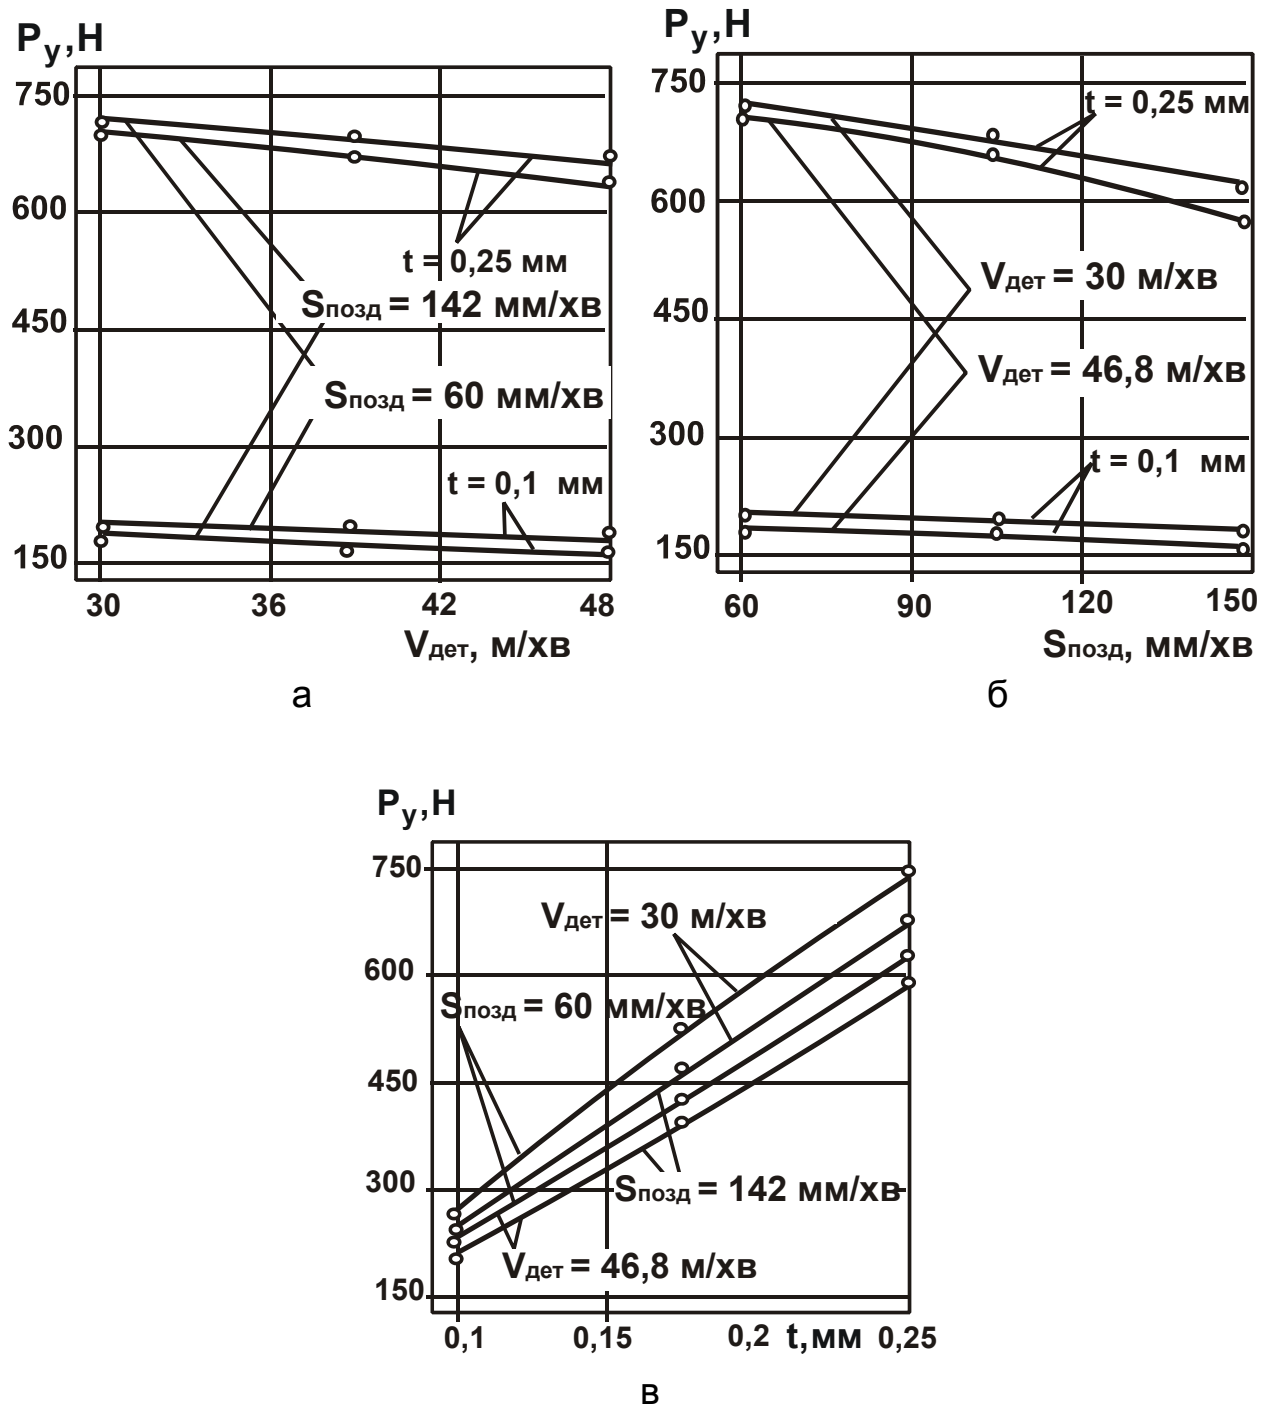 Pу,Н
750
600
450
300
150
t = 0,25 мм
Sпозд = 142 мм/хв
Sпозд = 60 мм/хв
t = 0,1 мм
30 36 42 48
Vдет, м/хв
а
Pу,Н
750
600
450
300
150
t = 0,25 мм
Vдет = 30 м/хв
Vдет = 46,8 м/хв
t = 0,1 мм
60 90 120 150
Sпозд, мм/хв
б
Pу,Н
750
600
450
300
150
Vдет = 30 м/хв
Sпозд = 60 мм/хв
Sпозд = 142 мм/хв
Vдет = 46,8 м/хв
0,1 0,15 0,2 t,мм 0,25
в